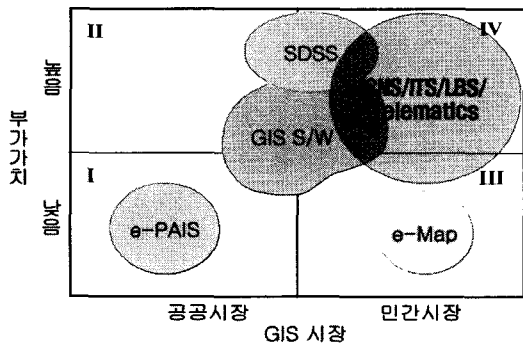 II
IV
SDSS
CNS/ITS/LBS/
Telematics
GIS S/W
높음
부가가치
I
III
낮음
e-PAIS
e-Map
공공시장
민간시장
GIS 시장